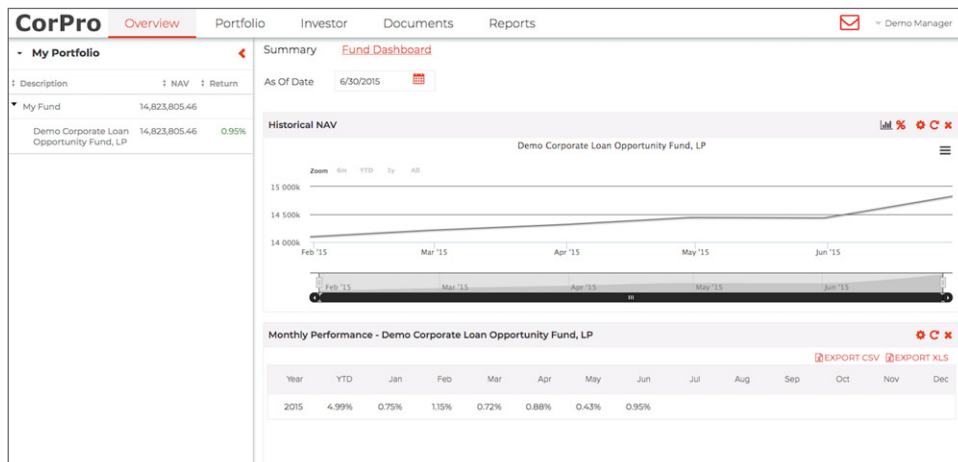 CorPro Overview Portfolio Investor Documents Reports Demo Manager
My Portfolio
Description NAV Return
My Fund 14,823,805.46
Demo Corporate Loan 14,823,805.46 0.95%
Opportunity Fund, LP
Summary Fund Dashboard
As Of Date 6/30/2015
Historical NAV %
Demo Corporate Loan Opportunity Fund, LP
Zoom 6m YTD 1y All
15 000k
14 500k
14 000k
Feb '15 Mar '15 Apr '15 May '15 Jun '15
Feb '15 Mar '15 Apr '15 May '15 Jun '15
Monthly Performance - Demo Corporate Loan Opportunity Fund, LP
EXPORT CSV EXPORT XLS
Year YTD Jan Feb Mar Apr May Jun Jul Aug Sep Oct Nov Dec
2015 4.99% 0.75% 1.15% 0.72% 0.88% 0.43% 0.95%